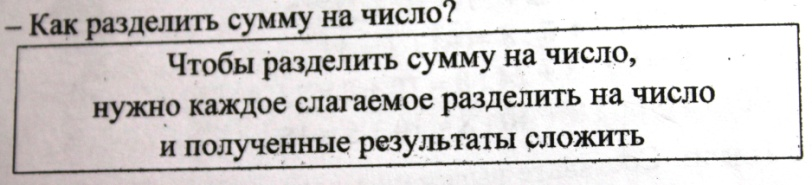 – Как разделить сумму на число?
Чтобы разделить сумму на число,
нужно каждое слагаемое разделить на число
и полученные результаты сложить